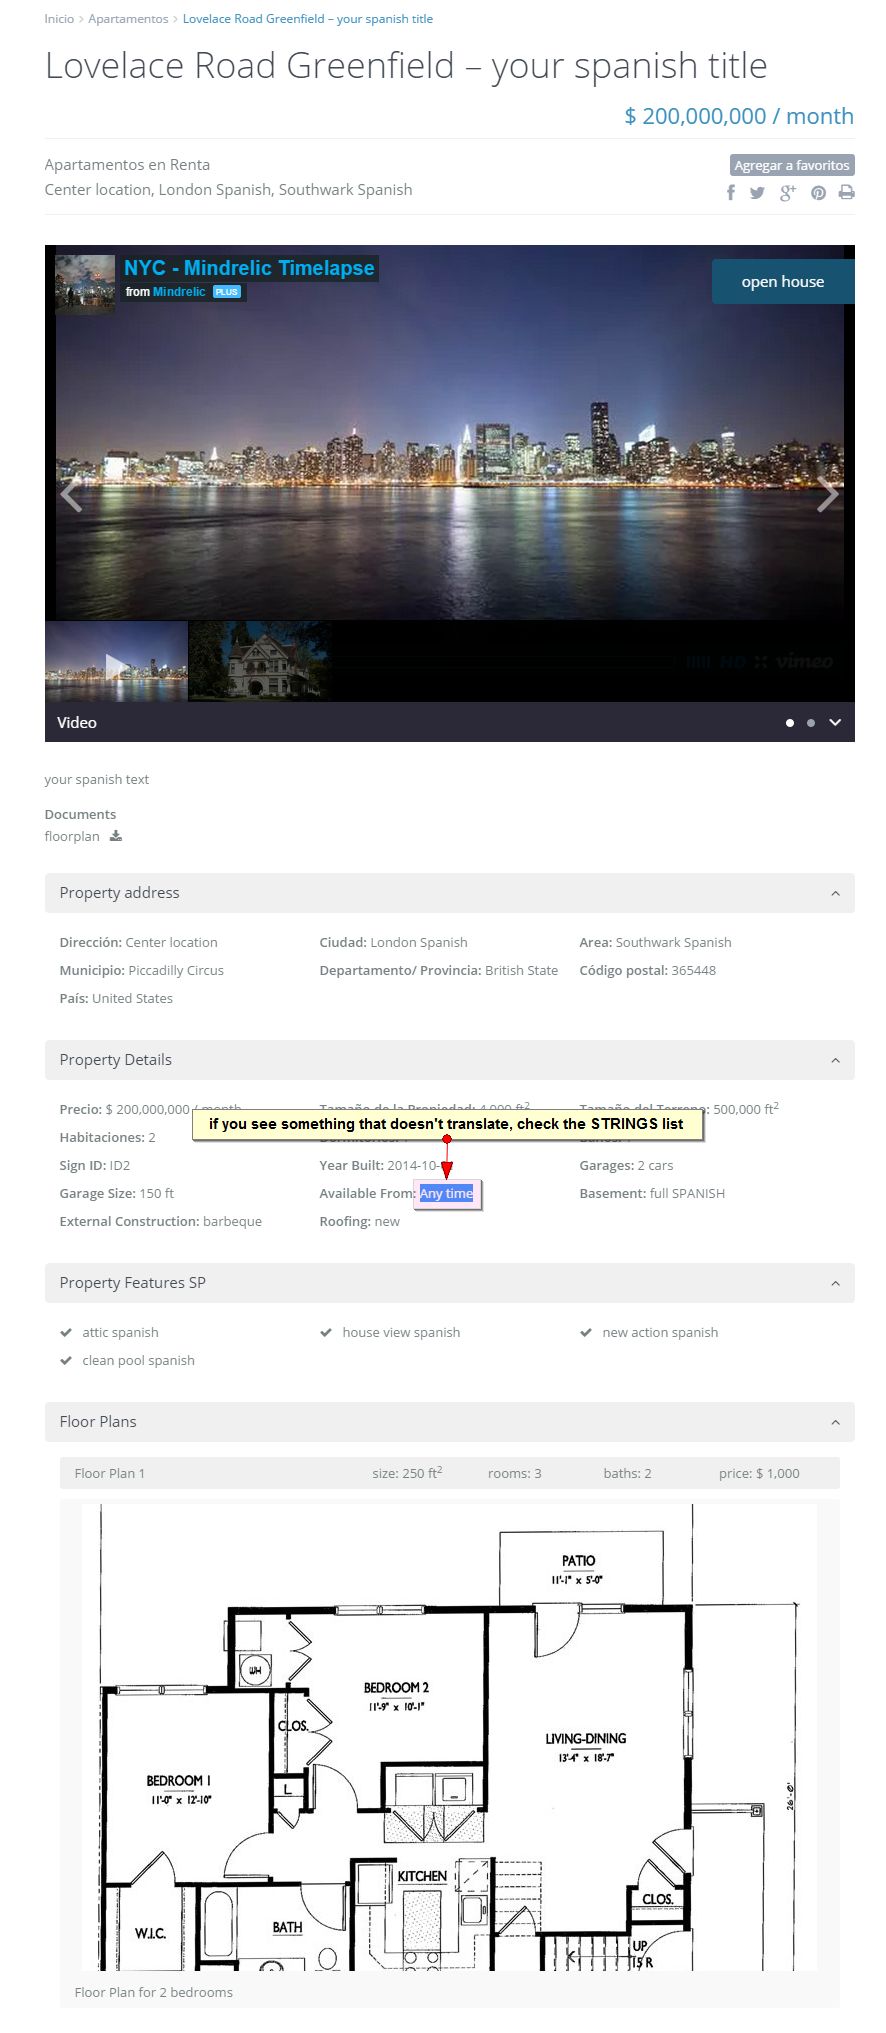 Inicio > Apartamentos > Lovelace Road Greenfield – your spanish title
Lovelace Road Greenfield – your spanish title
$ 200,000,000 / month
Apartamentos en Renta
Agregar a favoritos
Center location, London Spanish, Southwark Spanish
NYC - Mindrelic Timelapse
from Mindrelic PLUS
open house
HD vimeo
Video
your spanish text
Documents
floorplan
Property address
Dirección: Center location Ciudad: London Spanish Area: Southwark Spanish
Municipio: Piccadilly Circus Departamento/ Provincia: British State Código postal: 365448
País: United States
Property Details
Precio: $ 200,000,000 / month Tamaño de la Propiedad: 4,000 ft2 Tamaño del Terreno: 500,000 ft2
if you see something that doesn't translate, check the STRINGS list
Habitaciones: 2
Sign ID: ID2 Year Built: 2014-10- Garages: 2 cars
Garage Size: 150 ft Available From: Any time Basement: full SPANISH
External Construction: barbeque Roofing: new
Property Features SP
attic spanish house view spanish new action spanish
clean pool spanish
Floor Plans
Floor Plan 1 size: 250 ft2 rooms: 3 baths: 2 price: $ 1,000
PATIO
11'-1" x 5'-0"
WH
BEDROOM 2
11'-9" x 10'-1"
CLOS.
LIVING-DINING
13'-4" x 18'-7"
BEDROOM 1
11'-0" x 12'-10"
L
26'-0"
KITCHEN
CLOS.
W.I.C.
BATH
UP
15 R
Floor Plan for 2 bedrooms